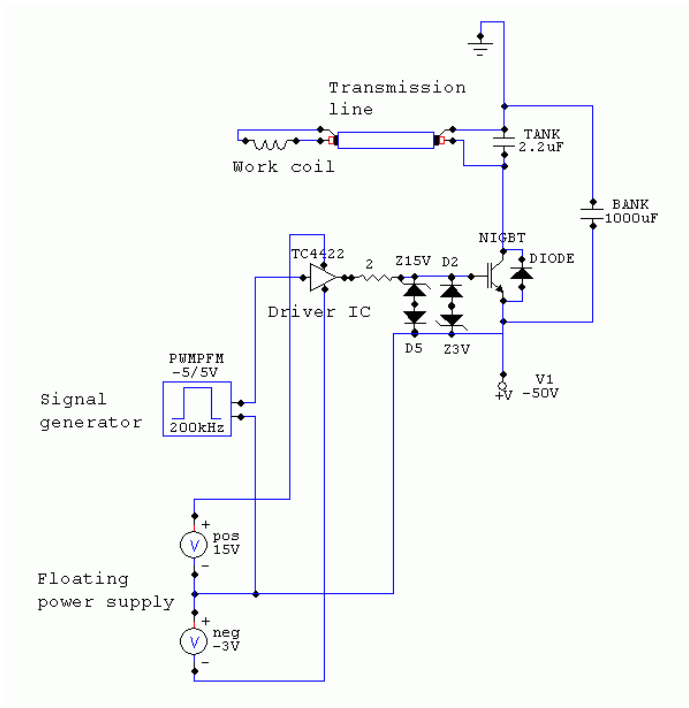 Transmission
line
TANK
2.2uF
Work coil
BANK
1000uF
NIGBT
DIODE
TC4422
2
Z15V
D2
Driver IC
D5
Z3V
PWMPFM
-5/5V
V1
+V
-50V
Signal
generator
200kHz
+
pos
V
15V
-
Floating
power supply
+
neg
V
-3V
-